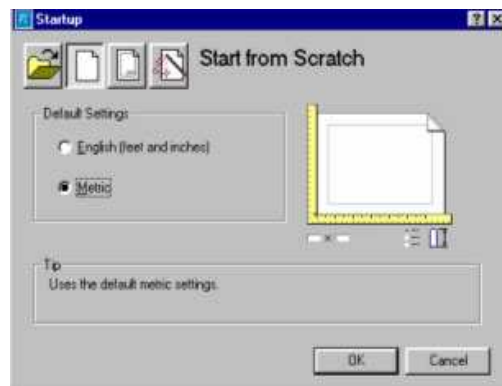 Startup
Start from Scratch
Default Settings
English (feet and inches)
Metric
Tip
Uses the default metric settings.
OK
Cancel